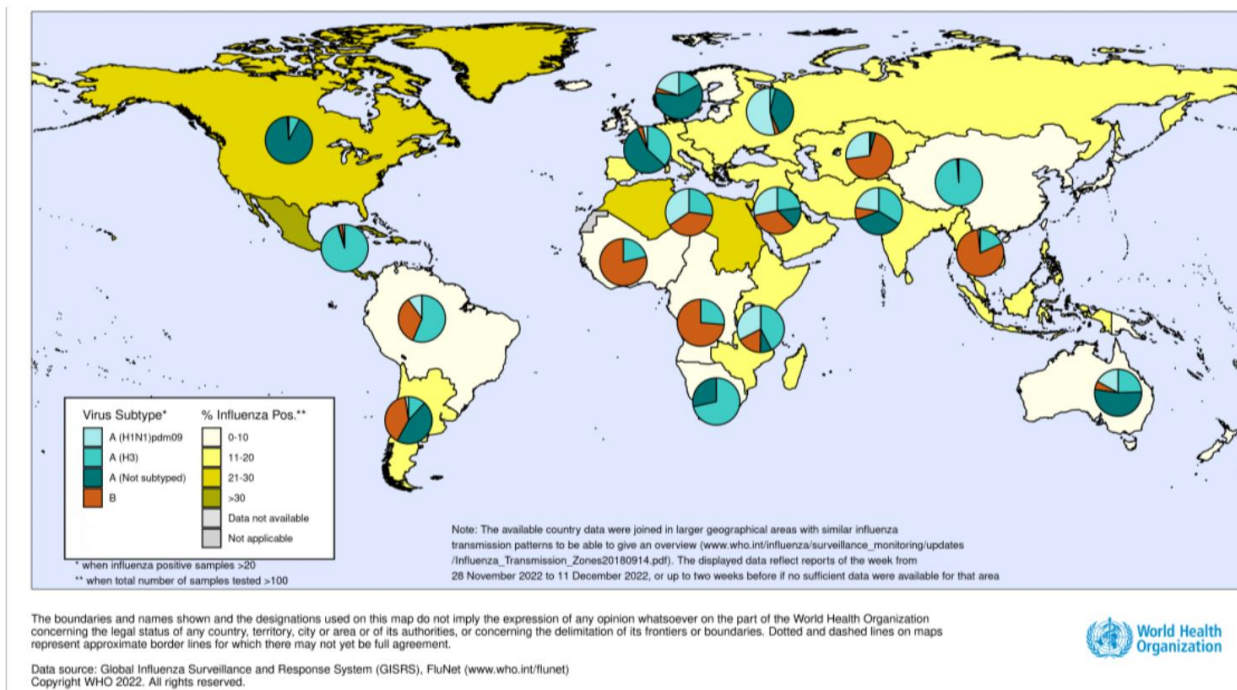 Virus Subtype*
A (H1N1)pdm09
A (H3)
A (Not subtyped)
B
% Influenza Pos.**
0-10
11-20
21-30
>30
Data not available
Not applicable
* when influenza positive samples >20
** when total number of samples tested >100
Note: The available country data were joined in larger geographical areas with similar influenza
transmission patterns to be able to give an overview (www.who.int/influenza/surveillance_monitoring/updates
/Influenza_Transmission_Zones20180914.pdf). The displayed data reflect reports of the week from
28 November 2022 to 11 December 2022, or up to two weeks before if no sufficient data were available for that area
The boundaries and names shown and the designations used on this map do not imply the expression of any opinion whatsoever on the part of the World Health Organization
concerning the legal status of any country, territory, city or area or of its authorities, or concerning the delimitation of its frontiers or boundaries. Dotted and dashed lines on maps
represent approximate border lines for which there may not yet be full agreement.
Data source: Global Influenza Surveillance and Response System (GISRS), FluNet (www.who.int/flunet)
Copyright WHO 2022. All rights reserved.
World Health
Organization